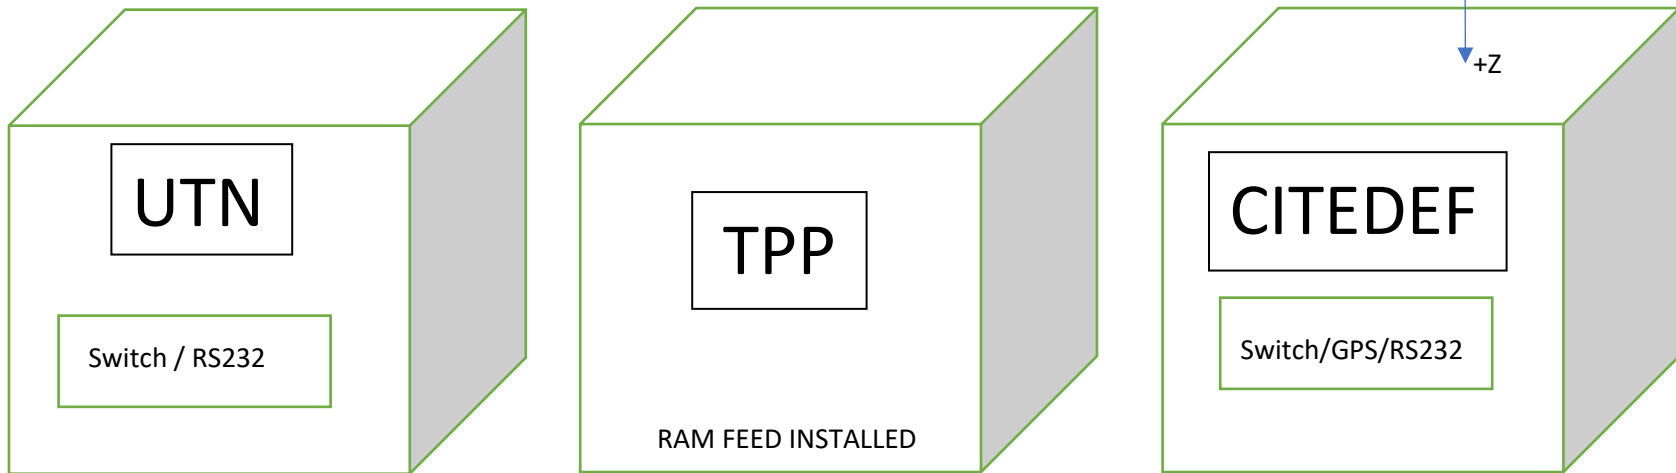 +Z
UTN
TPP
CITEDEF
Switch / RS232
Switch/GPS/RS232
RAM FEED INSTALLED